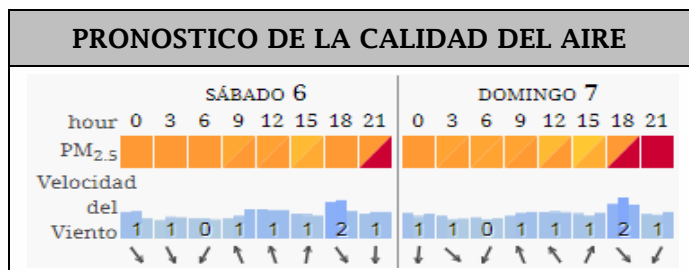 PRONOSTICO DE LA CALIDAD DEL AIRE
SÁBADO 6 DOMINGO 7
hour 0 3 6 9 12 15 18 21 0 3 6 9 12 15 18 21
PM2.5
Velocidad
del
Viento 1 1 0 1 1 1 2 1 1 1 0 1 1 1 2 1